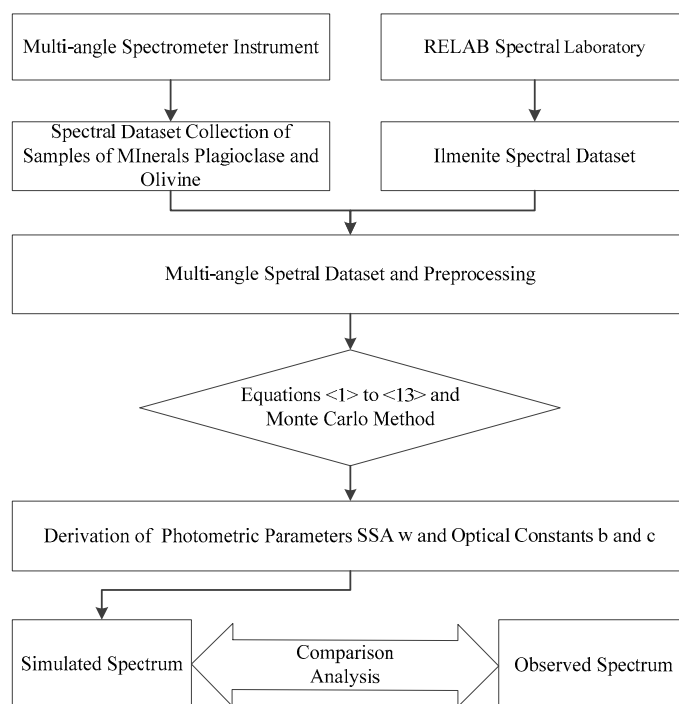 Multi-angle Spectrometer Instrument
RELAB Spectral Laboratory
Spectral Dataset Collection of
Samples of MInerals Plagioclase and
Olivine
Ilmenite Spectral Dataset
Multi-angle Spetral Dataset and Preprocessing
Equations <1> to <13> and
Monte Carlo Method
Derivation of Photometric Parameters SSA w and Optical Constants b and c
Simulated Spectrum
Comparison
Analysis
Observed Spectrum